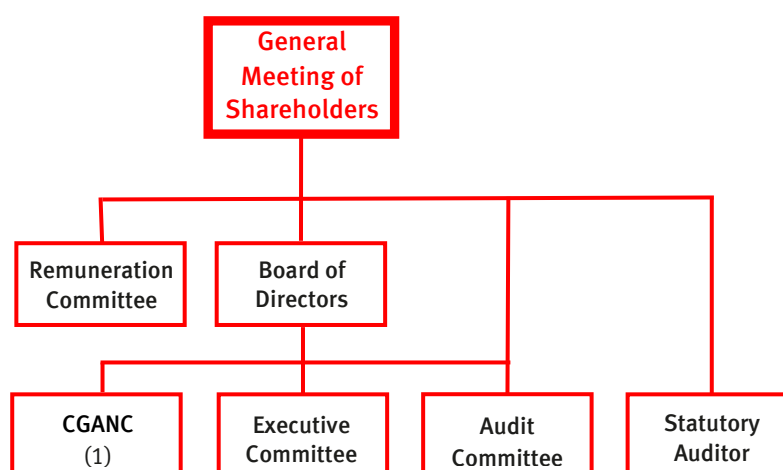 General
Meeting of
Shareholders
Remuneration
Committee
Board of
Directors
CGANC
(1)
Executive
Committee
Audit
Committee
Statutory
Auditor